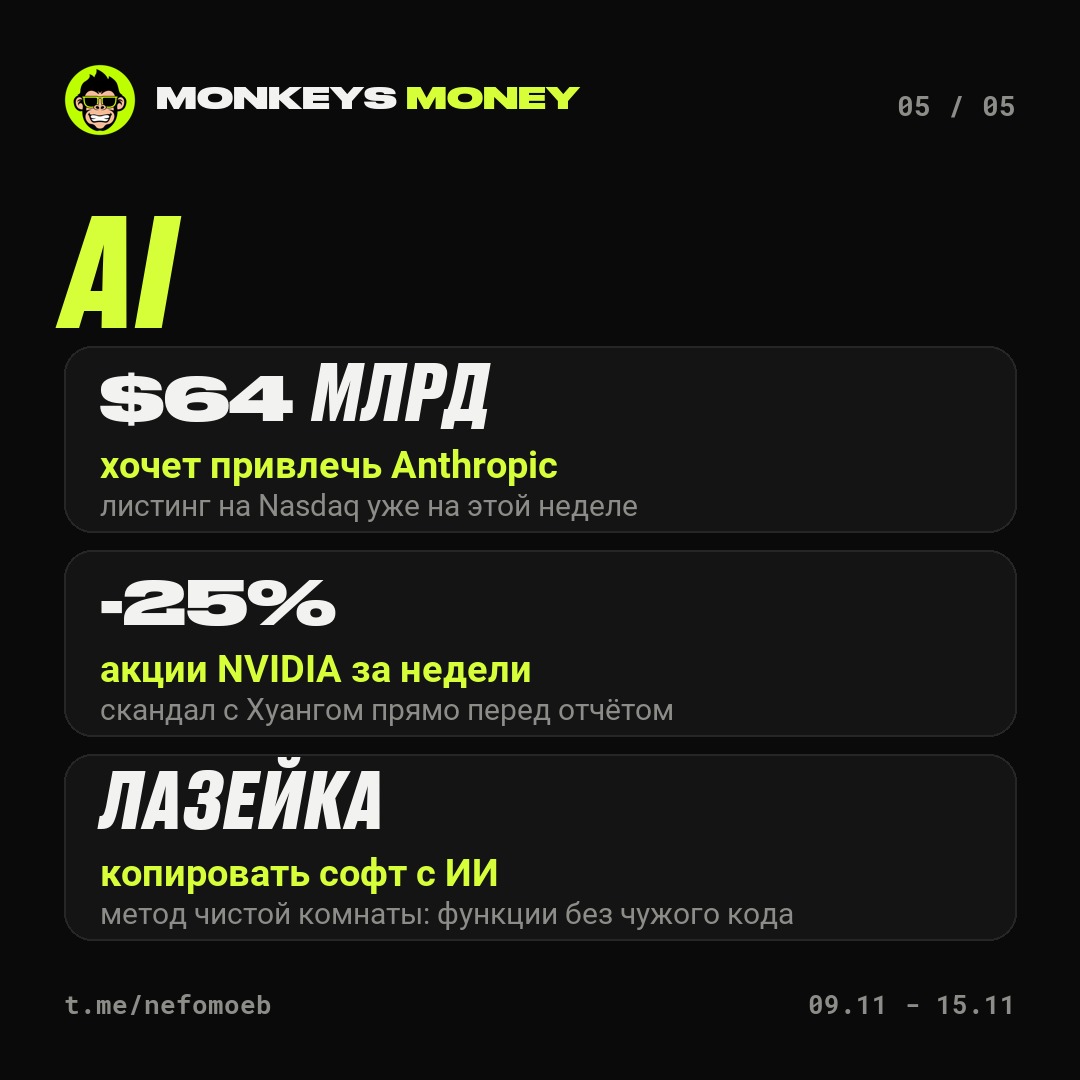 MONKEYS MONEY
05 / 05
AI
$64 МЛРД
хочет привлечь Anthropic
листинг на Nasdaq уже на этой неделе
-25%
акции NVIDIA за недели
скандал с Хуангом прямо перед отчётом
ЛАЗЕЙКА
копировать софт с ИИ
метод чистой комнаты: функции без чужого кода
t.me/nefomoeb
09.11 - 15.11